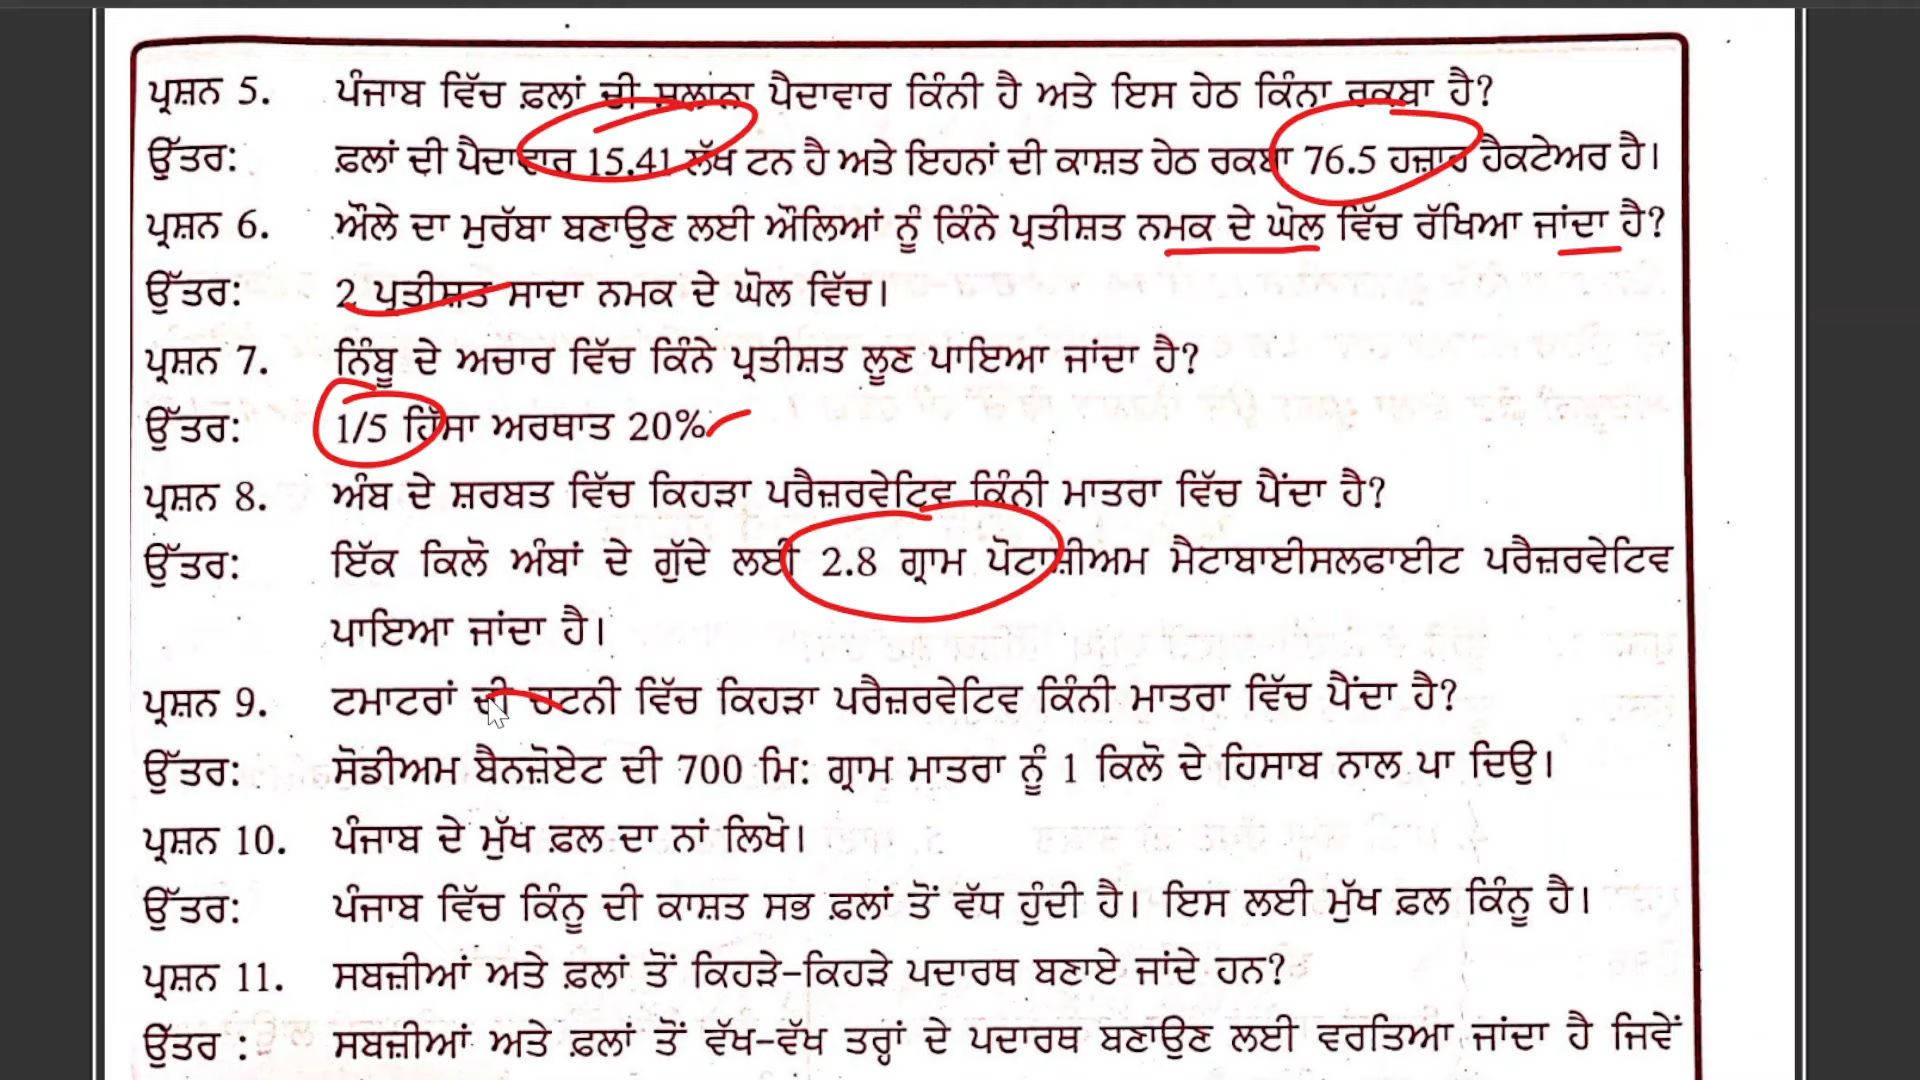 ਪ੍ਰਸ਼ਨ 5. ਪੰਜਾਬ ਵਿੱਚ ਫ਼ਲਾਂ ਦੀ ਸਲਾਨਾ ਪੈਦਾਵਾਰ ਕਿੰਨੀ ਹੈ ਅਤੇ ਇਸ ਹੇਠ ਕਿੰਨਾ ਰਕਬਾ ਹੈ?
ਉੱਤਰ: ਫ਼ਲਾਂ ਦੀ ਪੈਦਾਵਾਰ 15.41 ਲੱਖ ਟਨ ਹੈ ਅਤੇ ਇਹਨਾਂ ਦੀ ਕਾਸ਼ਤ ਹੇਠ ਰਕਬਾ 76.5 ਹਜ਼ਾਰ ਹੈਕਟੇਅਰ ਹੈ।
ਪ੍ਰਸ਼ਨ 6. ਔਲੇ ਦਾ ਮੁਰੱਬਾ ਬਣਾਉਣ ਲਈ ਔਲਿਆਂ ਨੂੰ ਕਿੰਨੇ ਪ੍ਰਤੀਸ਼ਤ ਨਮਕ ਦੇ ਘੋਲ ਵਿੱਚ ਰੱਖਿਆ ਜਾਂਦਾ ਹੈ?
ਉੱਤਰ: 2 ਪ੍ਰਤੀਸ਼ਤ ਸਾਦਾ ਨਮਕ ਦੇ ਘੋਲ ਵਿੱਚ।
ਪ੍ਰਸ਼ਨ 7. ਨਿੰਬੂ ਦੇ ਅਚਾਰ ਵਿੱਚ ਕਿੰਨੇ ਪ੍ਰਤੀਸ਼ਤ ਲੂਣ ਪਾਇਆ ਜਾਂਦਾ ਹੈ?
ਉੱਤਰ: 1/5 ਹਿੱਸਾ ਅਰਥਾਤ 20%
ਪ੍ਰਸ਼ਨ 8. ਅੰਬ ਦੇ ਸ਼ਰਬਤ ਵਿੱਚ ਕਿਹੜਾ ਪਰੈਜ਼ਰਵੇਟਿਵ ਕਿੰਨੀ ਮਾਤਰਾ ਵਿੱਚ ਪੈਂਦਾ ਹੈ?
ਉੱਤਰ: ਇੱਕ ਕਿਲੋ ਅੰਬਾਂ ਦੇ ਗੁੱਦੇ ਲਈ 2.8 ਗ੍ਰਾਮ ਪੋਟਾਸ਼ੀਅਮ ਮੈਟਾਬਾਈਸਲਫਾਈਟ ਪਰੈਜ਼ਰਵੇਟਿਵ
ਪਾਇਆ ਜਾਂਦਾ ਹੈ।
ਪ੍ਰਸ਼ਨ 9. ਟਮਾਟਰਾਂ ਦੀ ਚਟਨੀ ਵਿੱਚ ਕਿਹੜਾ ਪਰੈਜ਼ਰਵੇਟਿਵ ਕਿੰਨੀ ਮਾਤਰਾ ਵਿੱਚ ਪੈਂਦਾ ਹੈ?
ਉੱਤਰ: ਸੋਡੀਅਮ ਬੈਨਜ਼ੋਏਟ ਦੀ 700 ਮਿ: ਗ੍ਰਾਮ ਮਾਤਰਾ ਨੂੰ 1 ਕਿਲੋ ਦੇ ਹਿਸਾਬ ਨਾਲ ਪਾ ਦਿਉ।
ਪ੍ਰਸ਼ਨ 10. ਪੰਜਾਬ ਦੇ ਮੁੱਖ ਫ਼ਲ ਦਾ ਨਾਂ ਲਿਖੋ।
ਉੱਤਰ: ਪੰਜਾਬ ਵਿੱਚ ਕਿੰਨੂ ਦੀ ਕਾਸ਼ਤ ਸਭ ਫ਼ਲਾਂ ਤੋਂ ਵੱਧ ਹੁੰਦੀ ਹੈ। ਇਸ ਲਈ ਮੁੱਖ ਫ਼ਲ ਕਿੰਨੂ ਹੈ।
ਪ੍ਰਸ਼ਨ 11. ਸਬਜ਼ੀਆਂ ਅਤੇ ਫ਼ਲਾਂ ਤੋਂ ਕਿਹੜੇ-ਕਿਹੜੇ ਪਦਾਰਥ ਬਣਾਏ ਜਾਂਦੇ ਹਨ?
ਉੱਤਰ : ਸਬਜ਼ੀਆਂ ਅਤੇ ਫ਼ਲਾਂ ਤੋਂ ਵੱਖ-ਵੱਖ ਤਰ੍ਹਾਂ ਦੇ ਪਦਾਰਥ ਬਣਾਉਣ ਲਈ ਵਰਤਿਆ ਜਾਂਦਾ ਹੈ ਜਿਵੇਂ